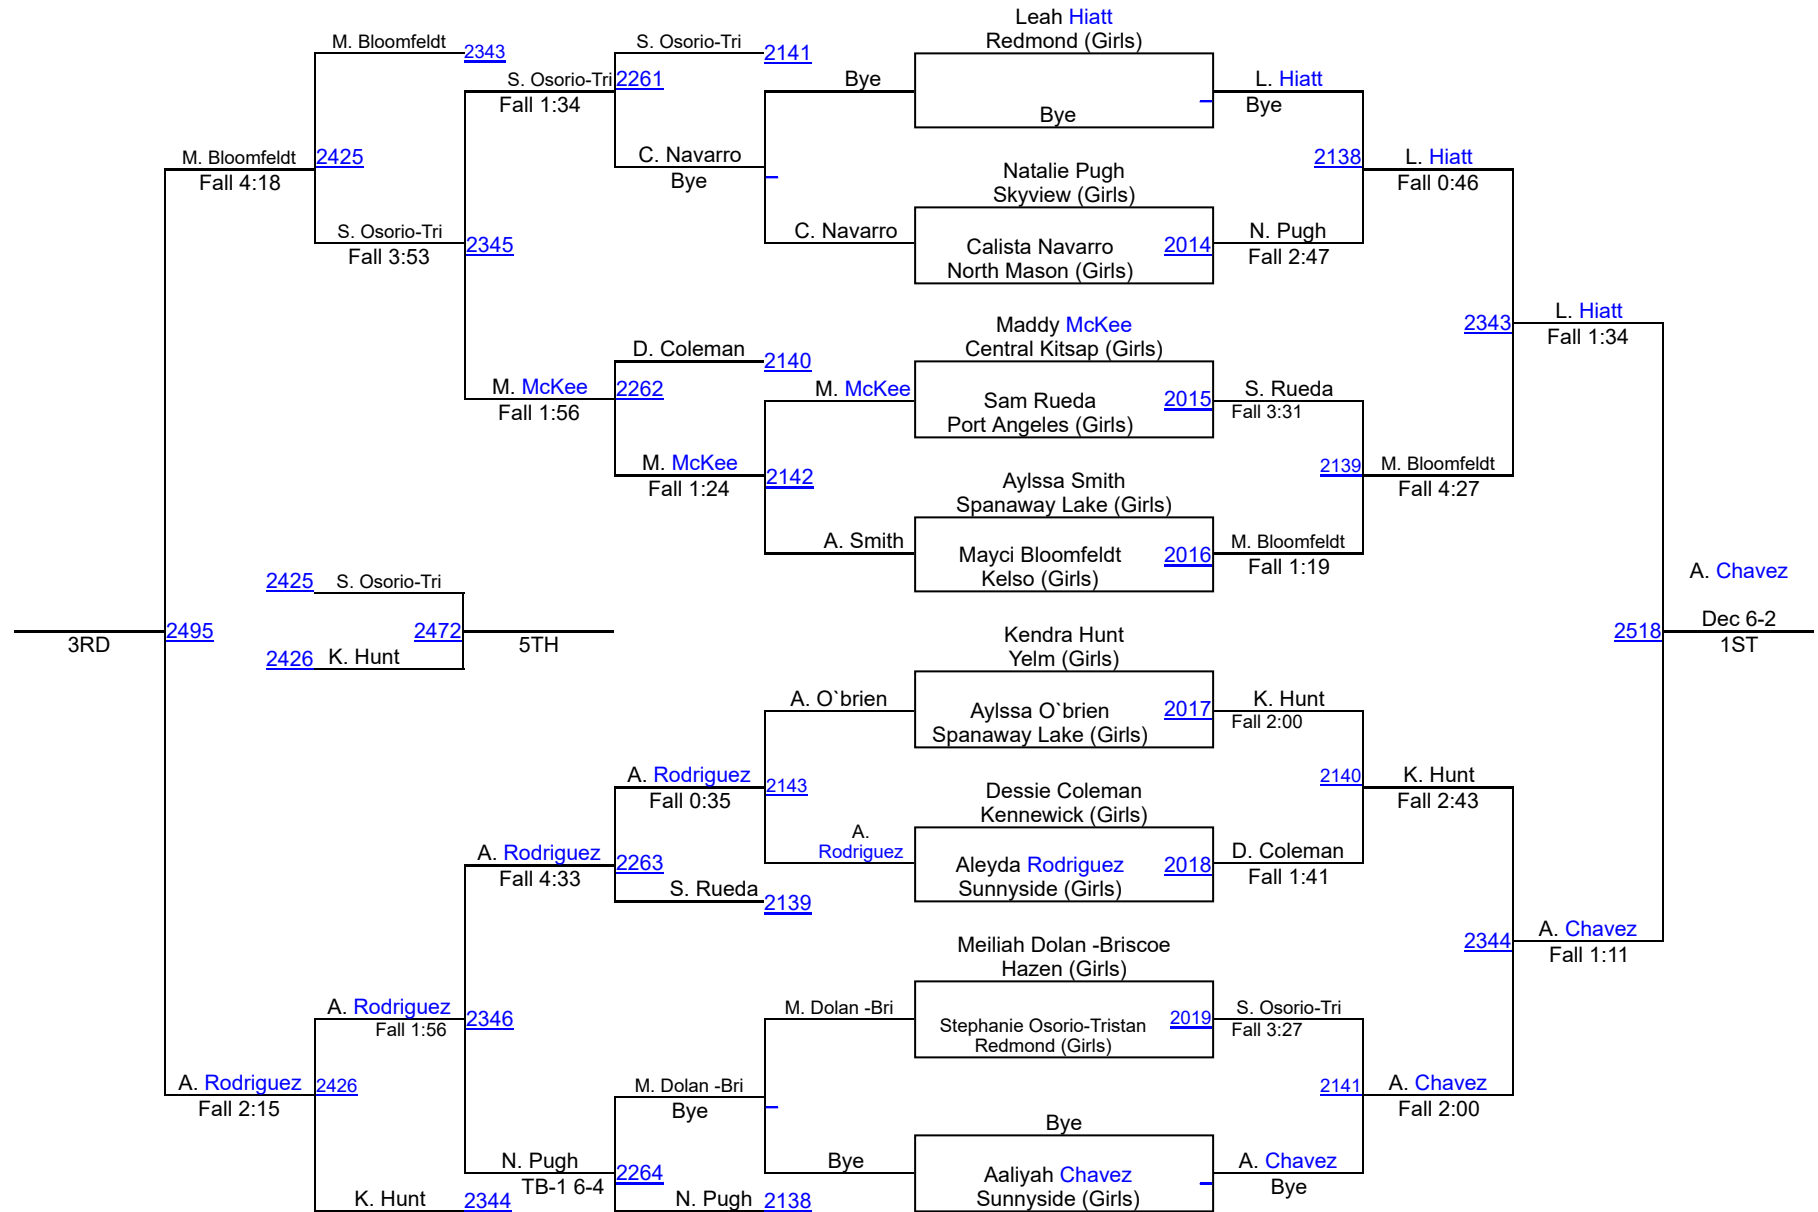 Leah Hiatt
Redmond (Girls)
M. Bloomfeldt
2343
S. Osorio-Tri
2141
S. Osorio-Tri
2261
Fall 1:34
Bye
L. Hiatt
Bye
Bye
M. Bloomfeldt
2425
Fall 4:18
C. Navarro
Bye
2138
L. Hiatt
Fall 0:46
Natalie Pugh
Skyview (Girls)
S. Osorio-Tri
2345
Fall 3:53
C. Navarro
Calista Navarro
North Mason (Girls)
2014
N. Pugh
Fall 2:47
L. Hiatt
2343
Fall 1:34
Maddy McKee
Central Kitsap (Girls)
D. Coleman
2140
M. McKee
2262
Fall 1:56
M. McKee
Sam Rueda
Port Angeles (Girls)
2015
S. Rueda
Fall 3:31
M. McKee
2142
Fall 1:24
2139
M. Bloomfeldt
Fall 4:27
Aylssa Smith
Spanaway Lake (Girls)
A. Smith
Mayci Bloomfeldt
Kelso (Girls)
2016
M. Bloomfeldt
Fall 1:19
2425
S. Osorio-Tri
A. Chavez
2495
3RD
2472
5TH
2426
K. Hunt
2518
Dec 6-2
1ST
Kendra Hunt
Yelm (Girls)
A. O`brien
Aylssa O`brien
Spanaway Lake (Girls)
2017
K. Hunt
Fall 2:00
A. Rodriguez
2143
Fall 0:35
2140
K. Hunt
Fall 2:43
Dessie Coleman
Kennewick (Girls)
A.
Rodriguez
Aleyda Rodriguez
Sunnyside (Girls)
2018
D. Coleman
Fall 1:41
A. Rodriguez
2263
Fall 4:33
S. Rueda
2139
2344
A. Chavez
Fall 1:11
Meiliah Dolan -Briscoe
Hazen (Girls)
A. Rodriguez
2346
Fall 1:56
M. Dolan -Bri
Stephanie Osorio-Tristan
Redmond (Girls)
2019
S. Osorio-Tri
Fall 3:27
A. Rodriguez
2426
Fall 2:15
M. Dolan -Bri
Bye
2141
A. Chavez
Fall 2:00
Bye
N. Pugh
2264
TB-1 6-4
Bye
Aaliyah Chavez
Sunnyside (Girls)
A. Chavez
Bye
K. Hunt
2344
N. Pugh
2138